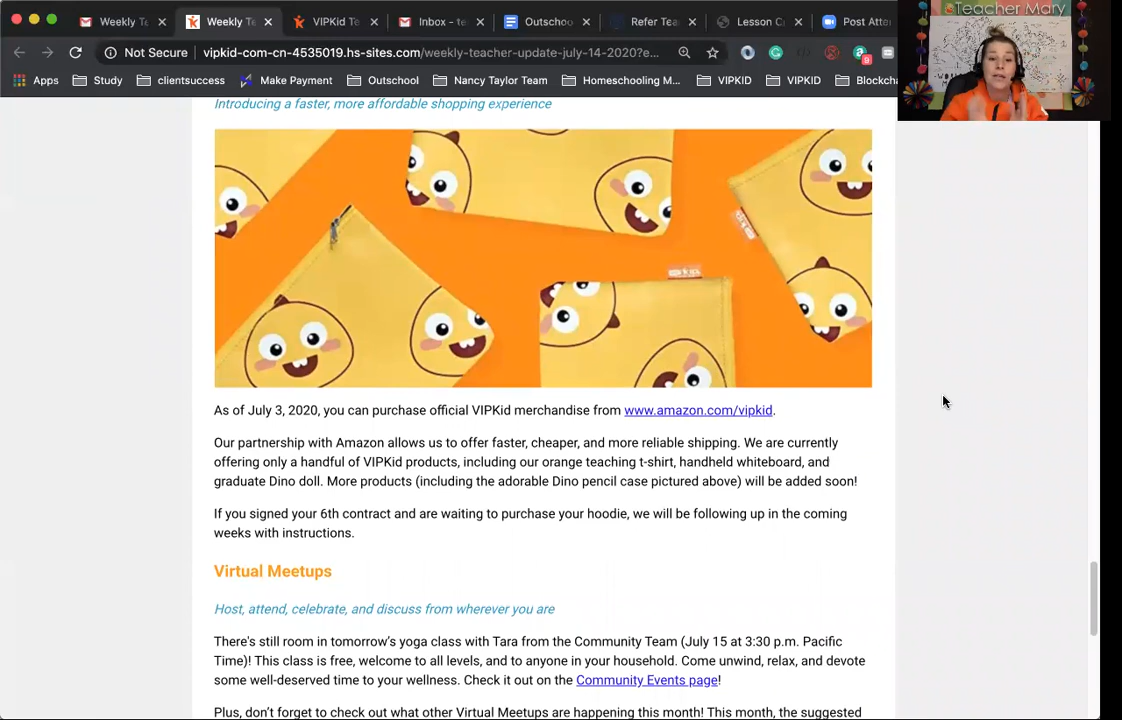 Weekly Te
Weekly Te
VIPKid Te
Inbox - te
Outschoo
Refer Tea
Lesson C
Post Atte
Not Secure
vipkid-com-cn-4535019.hs-sites.com/weekly-teacher-update-july-14-2020?e...
Apps
Study
clientsuccess
Make Payment
Outschool
Nancy Taylor Team
Homeschooling M...
VIPKID
VIPKID
Blockcha
Teacher Mary
Introducing a faster, more affordable shopping experience
As of July 3, 2020, you can purchase official VIPKid merchandise from www.amazon.com/vipkid.
Our partnership with Amazon allows us to offer faster, cheaper, and more reliable shipping. We are currently
offering only a handful of VIPKid products, including our orange teaching t-shirt, handheld whiteboard, and
graduate Dino doll. More products (including the adorable Dino pencil case pictured above) will be added soon!
If you signed your 6th contract and are waiting to purchase your hoodie, we will be following up in the coming
weeks with instructions.
Virtual Meetups
Host, attend, celebrate, and discuss from wherever you are
There's still room in tomorrow's yoga class with Tara from the Community Team (July 15 at 3:30 p.m. Pacific
Time)! This class is free, welcome to all levels, and to anyone in your household. Come unwind, relax, and devote
some well-deserved time to your wellness. Check it out on the Community Events page!
Plus, don't forget to check out what other Virtual Meetups are happening this month! This month, the suggested